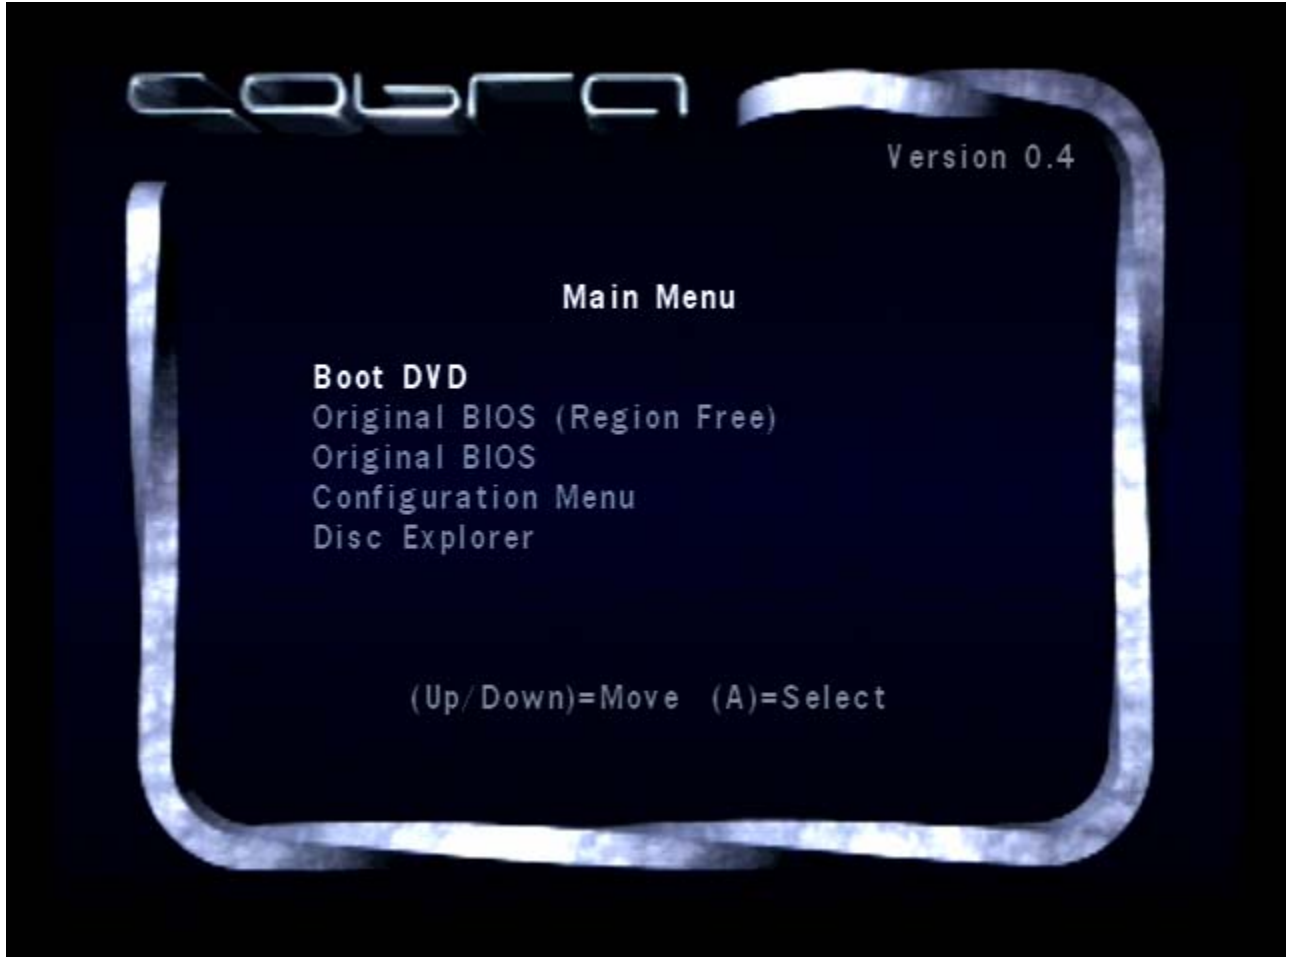 cobra
Version 0.4
Main Menu
Boot DVD
Original BIOS (Region Free)
Original BIOS
Configuration Menu
Disc Explorer
(Up/Down)=Move (A)=Select